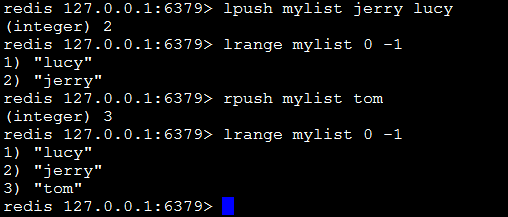 redis 127.0.0.1:6379> lpush mylist jerry lucy
(integer) 2
redis 127.0.0.1:6379> lrange mylist 0 -1
1) "lucy"
2) "jerry"
redis 127.0.0.1:6379> rpush mylist tom
(integer) 3
redis 127.0.0.1:6379> lrange mylist 0 -1
1) "lucy"
2) "jerry"
3) "tom"
redis 127.0.0.1:6379>